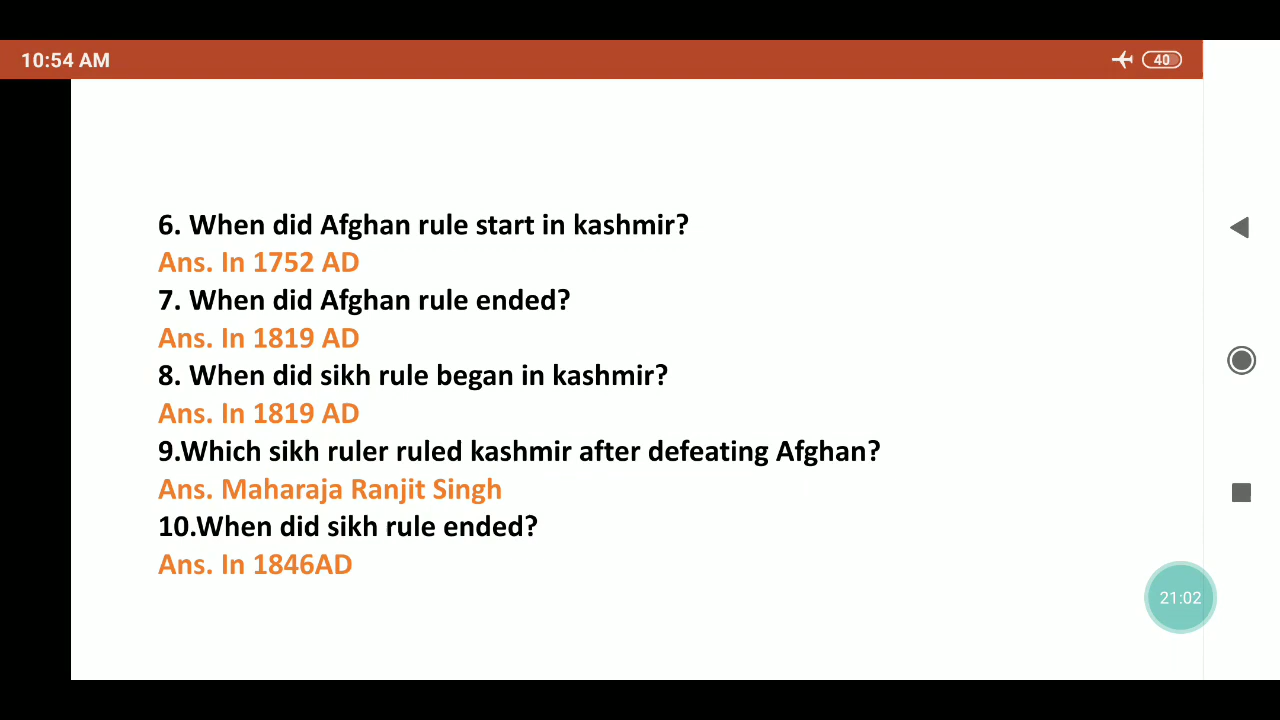 10:54 AM
40
6. When did Afghan rule start in kashmir?
Ans. In 1752 AD
7. When did Afghan rule ended?
Ans. In 1819 AD
8. When did sikh rule began in kashmir?
Ans. In 1819 AD
9.Which sikh ruler ruled kashmir after defeating Afghan?
Ans. Maharaja Ranjit Singh
10.When did sikh rule ended?
Ans. In 1846AD
21:02